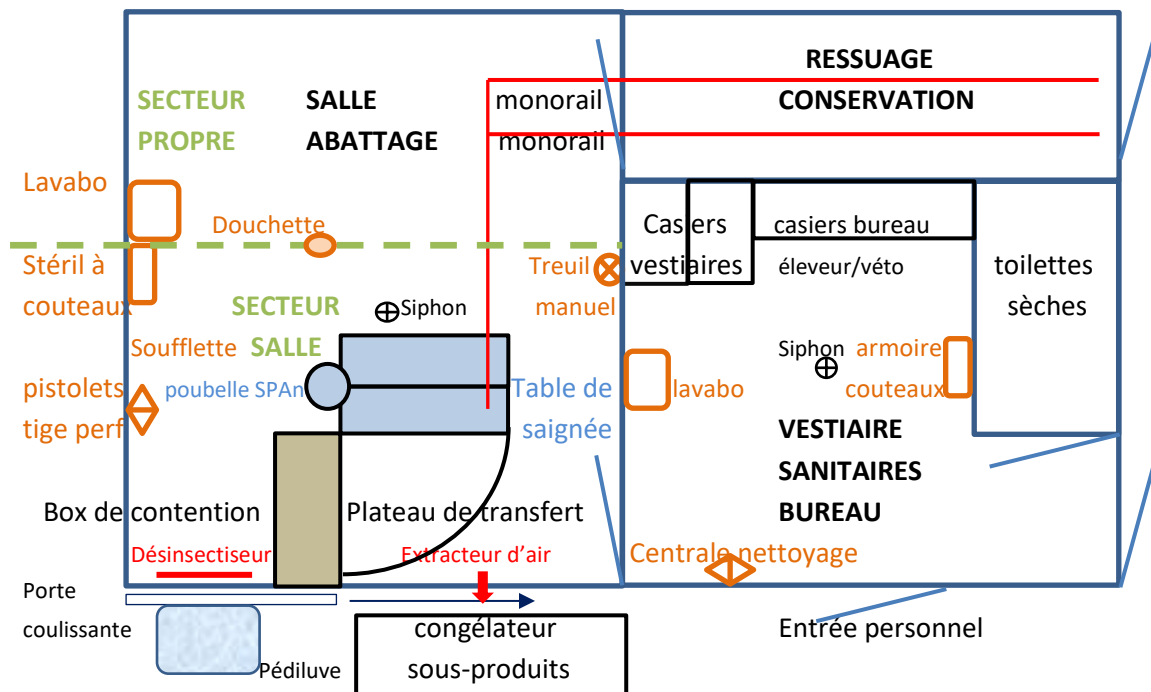 RESSUAGE
SECTEUR SALLE monorail CONSERVATION
PROPRE ABATTAGE monorail
Lavabo
Douchette Casiers casiers bureau
Stéril à Treuil vestiaires éleveur/véto toilettes
couteaux manuel sèches
SECTEUR Siphon
Soufflette SALLE Siphon armoire
pistolets poubelle SPAn Table de lavabo couteaux
tige perf saignée VESTIAIRE
SANITAIRES
Box de contention Plateau de transfert BUREAU
Désinsectiseur Extracteur d'air Centrale nettoyage
Porte
coulissante congélateur Entrée personnel
Pédiluve sous-produits